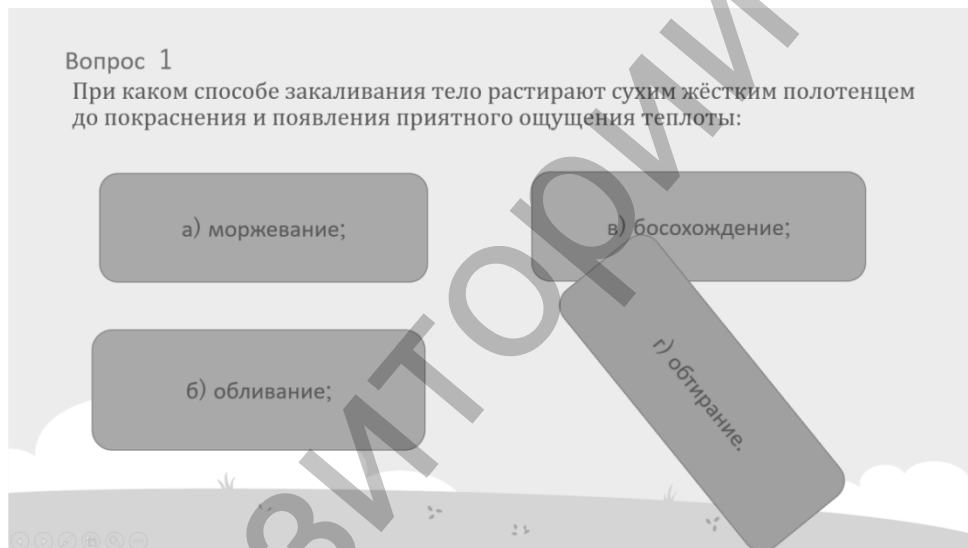 Вопрос 1
При каком способе закаливания тело растирают сухим жёстким полотенцем
до покраснения и появления приятного ощущения теплоты:
а) моржевание;
в) босохождение;
б) обливание;
г) обтирание.